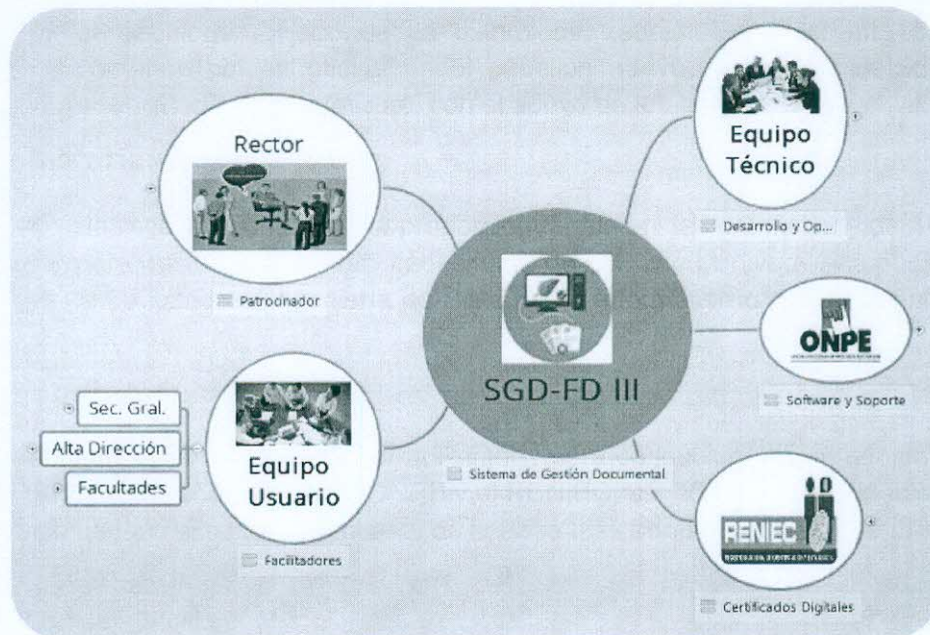 Rector
Patrocinador
Equipo
Técnico
Desarrollo y Op...
ONPE
Software y Soporte
SGD-FD III
Sistema de Gestión Documental
Sec. Gral.
Alta Dirección
Facultades
Equipo
Usuario
Facilitadores
RENIEC
Certificados Digitales